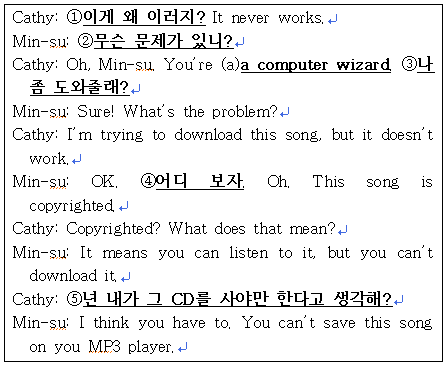 Cathy: ①이게 왜 이러지? It never works.
Min-su: ②무슨 문제가 있니?
Cathy: Oh, Min-su. You're (a)a computer wizard. ③나
좀 도와줄래?
Min-su: Sure! What's the problem?
Cathy: I'm trying to download this song, but it doesn't
work.
Min-su: OK. ④어디 보자. Oh. This song is
copyrighted.
Cathy: Copyrighted? What does that mean?
Min-su: It means you can listen to it, but you can't
download it.
Cathy: ⑤넌 내가 그 CD를 사야만 한다고 생각해?
Min-su: I think you have to. You can't save this song
on you MP3 player.